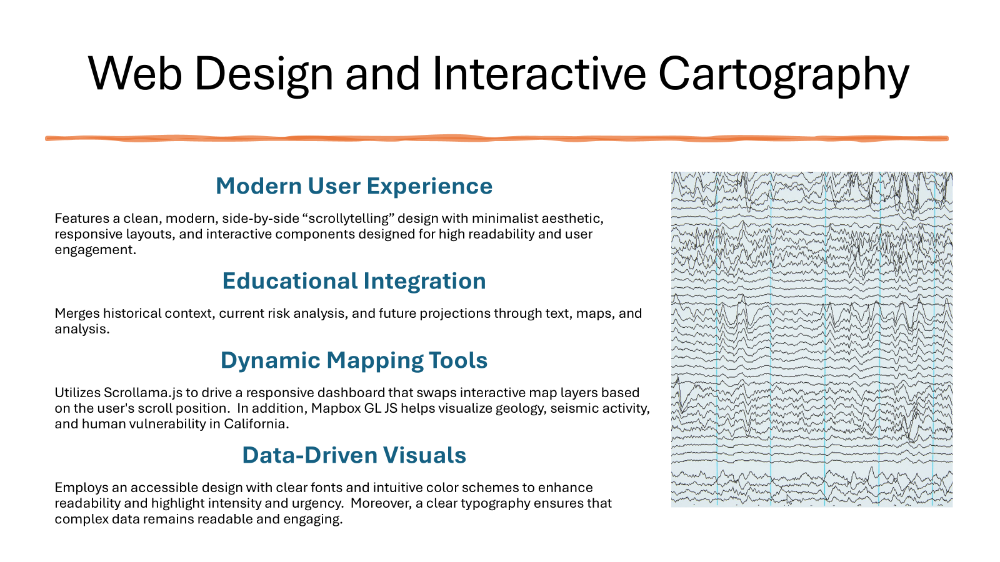 Web Design and Interactive Cartography
Modern User Experience
Features a clean, modern, side-by-side “scrollytelling” design with minimalist aesthetic,
responsive layouts, and interactive components designed for high readability and user
engagement.
Educational Integration
Merges historical context, current risk analysis, and future projections through text, maps, and
analysis.
Dynamic Mapping Tools
Utilizes Scrollama.js to drive a responsive dashboard that swaps interactive map layers based
on the user's scroll position.  In addition, Mapbox GL JS helps visualize geology, seismic activity,
and human vulnerability in California.
Data-Driven Visuals
Employs an accessible design with clear fonts and intuitive color schemes to enhance
readability and highlight intensity and urgency.  Moreover, a clear typography ensures that
complex data remains readable and engaging.